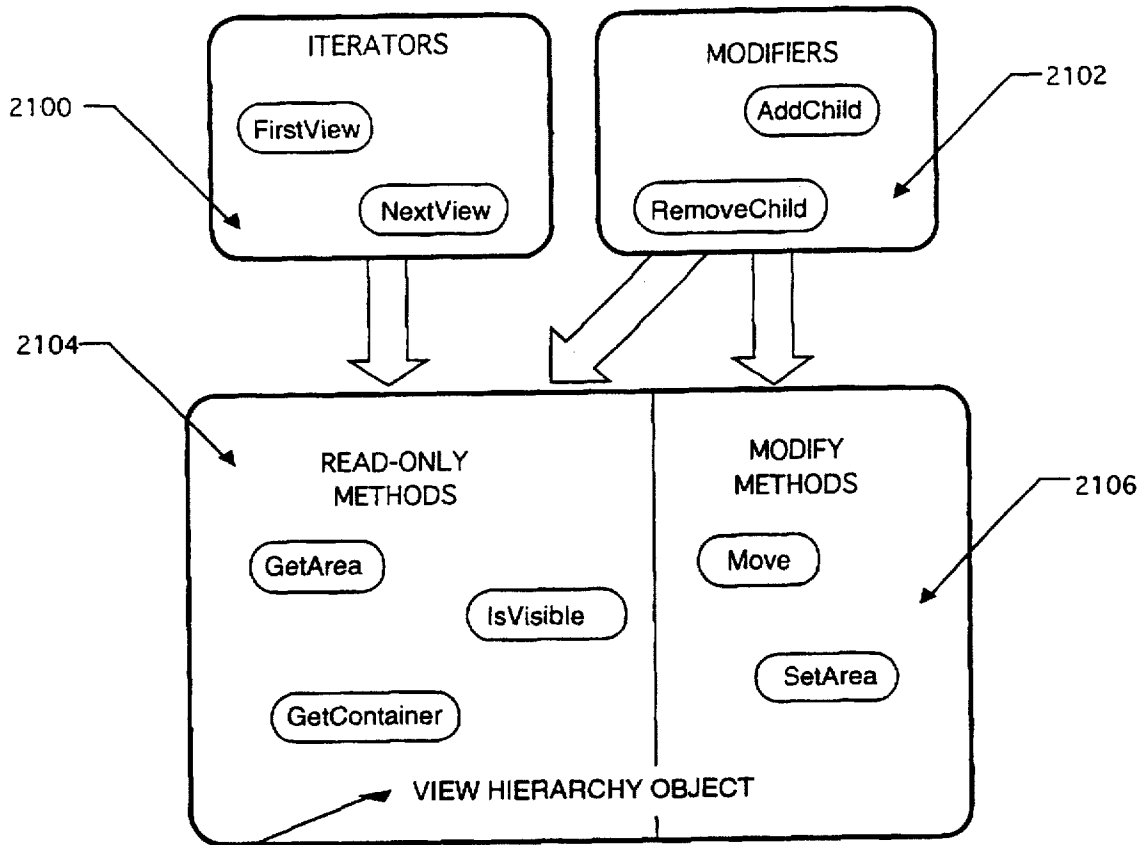 ITERATORS
MODIFIERS
2100
2102
FirstView
AddChild
NextView
RemoveChild
2104
READ-ONLY
METHODS
MODIFY
METHODS
2106
GetArea
Move
IsVisible
SetArea
GetContainer
VIEW HIERARCHY OBJECT